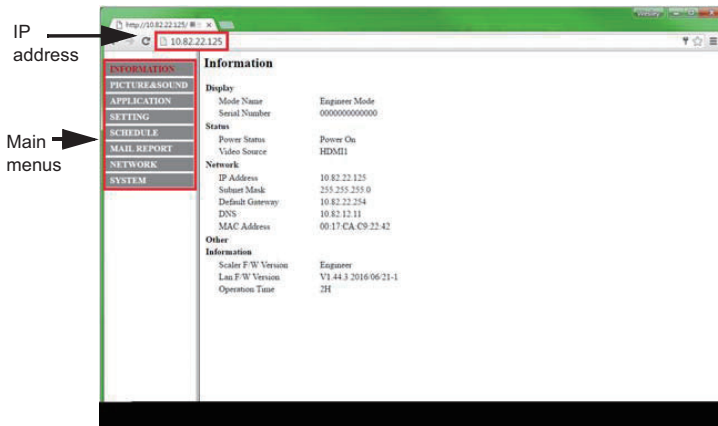 IP
address
Main
menus
http://10.82.22.125/
10.82.22.125
INFORMATION
PICTURE&SOUND
APPLICATION
SETTING
SCHEDULE
MAIL REPORT
NETWORK
SYSTEM
Information
Display
Mode Name Engineer Mode
Serial Number 0000000000000
Status
Power Status Power On
Video Source HDMI1
Network
IP Address 10.82.22.125
Subnet Mask 255.255.255.0
Default Gateway 10.82.22.254
DNS 10.82.12.11
MAC Address 00:17:CA:C9:22:42
Other
Information
Scaler F/W Version Engineer
Lan F/W Version V1.44.3 2016/06/21-1
Operation Time 2H